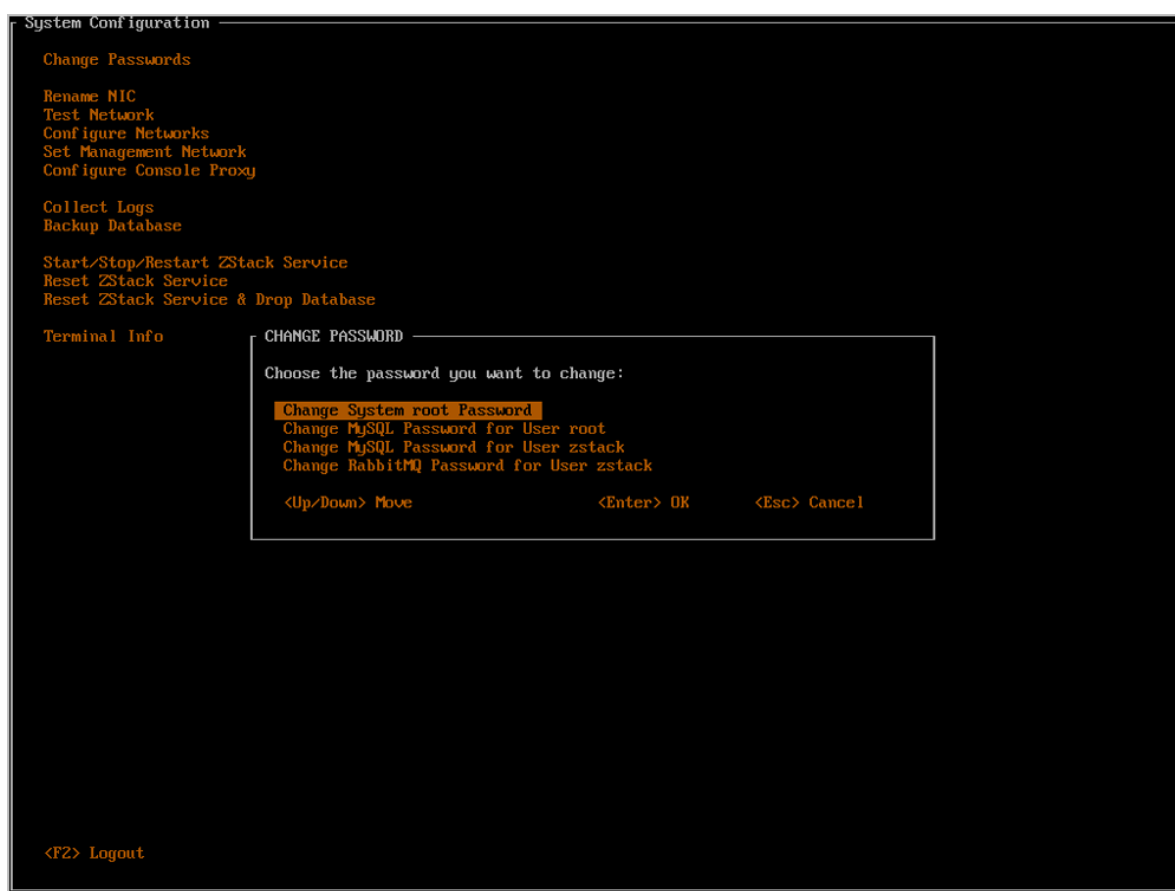 System Configuration
Change Passwords
Rename NIC
Test Network
Configure Networks
Set Management Network
Configure Console Proxy
Collect Logs
Backup Database
Start/Stop/Restart ZStack Service
Reset ZStack Service
Reset ZStack Service & Drop Database
Terminal Info
CHANGE PASSWORD
Choose the password you want to change:
Change System root Password
Change MySQL Password for User root
Change MySQL Password for User zstack
Change RabbitMQ Password for User zstack
<Up/Down> Move <Enter> OK <Esc> Cancel
<F2> Logout